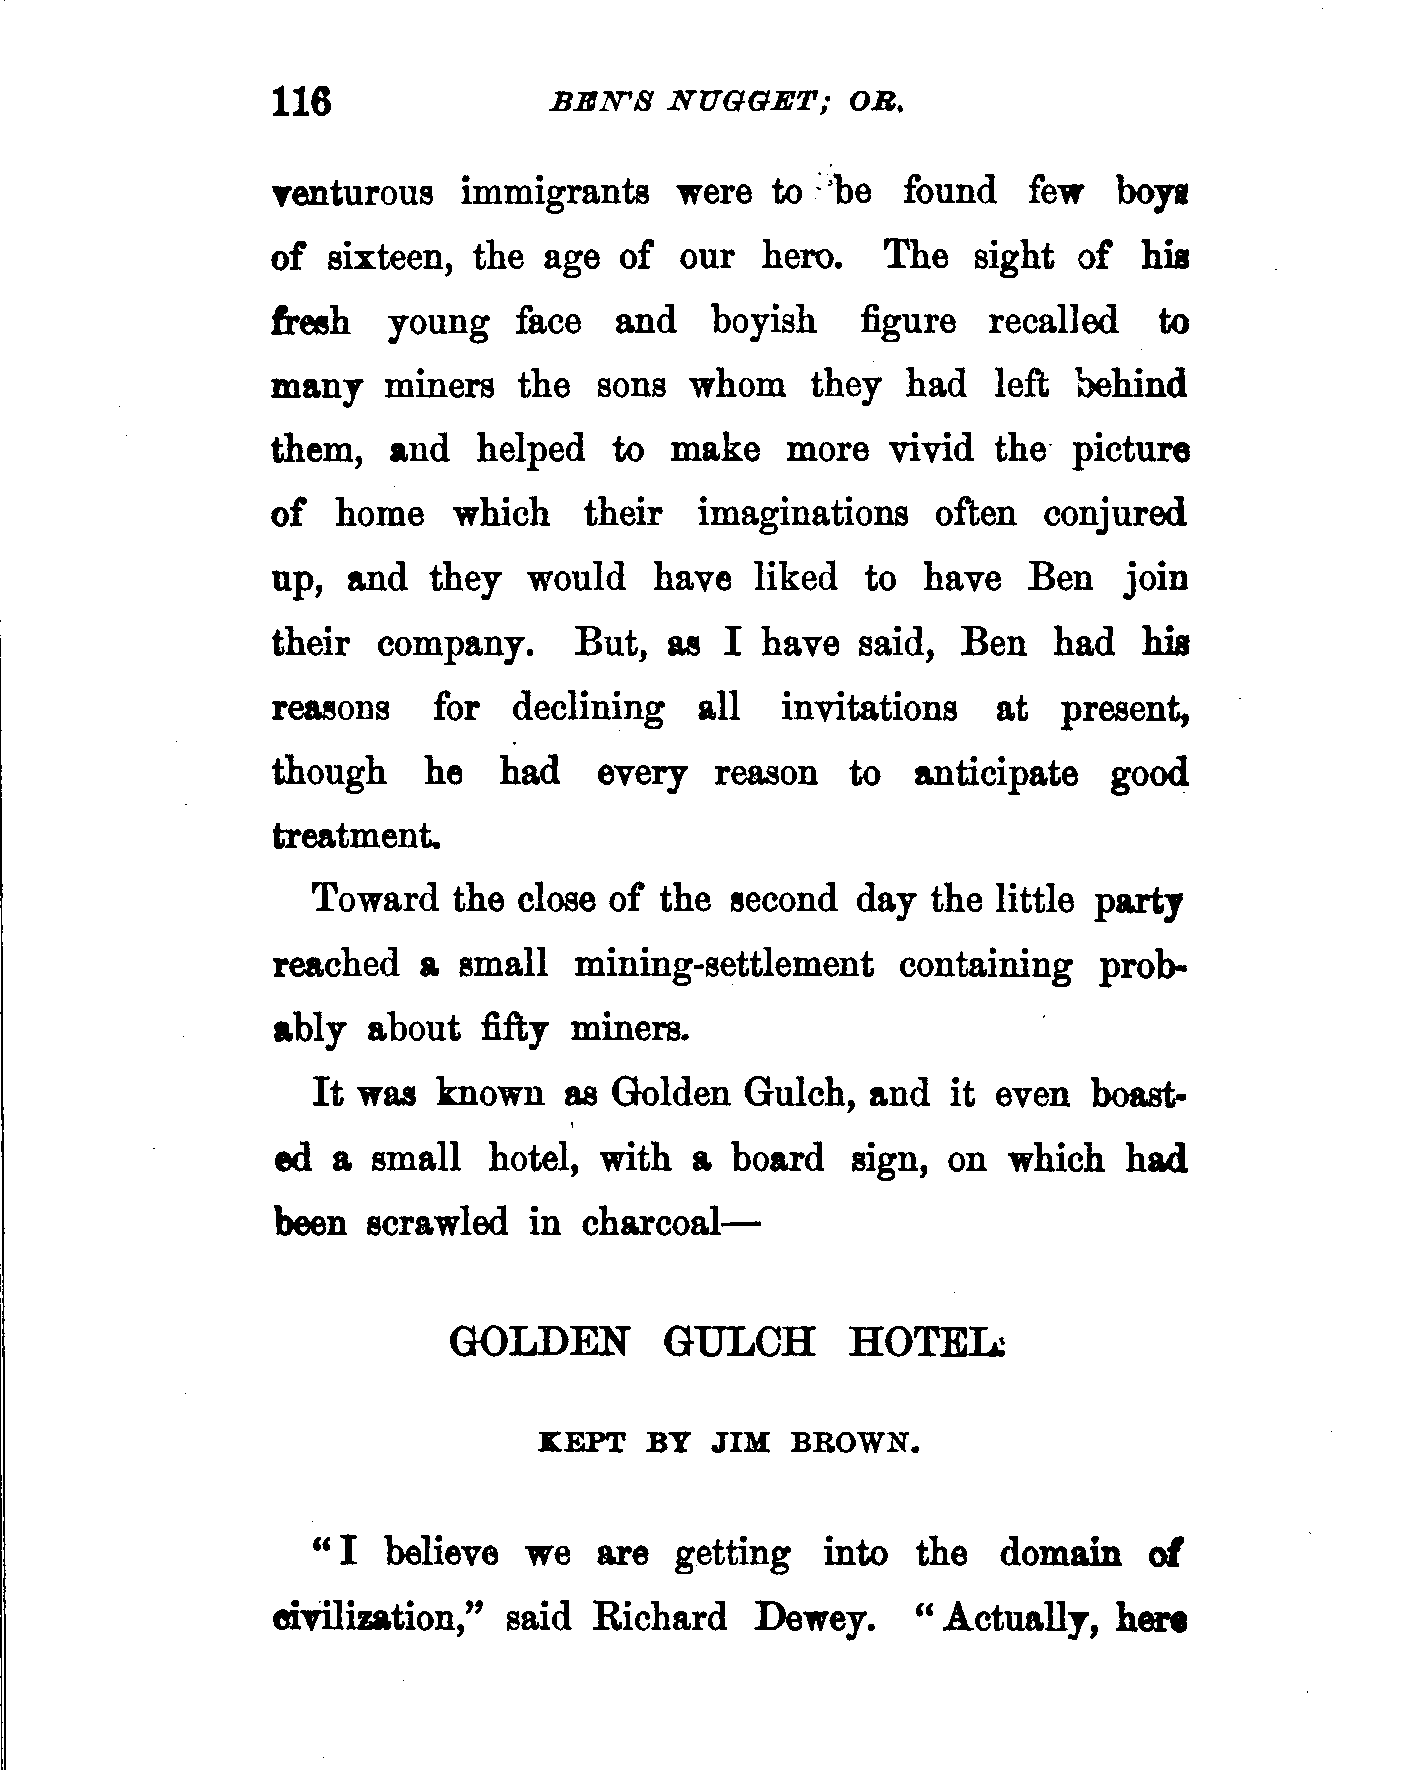 116 BEN'S NUGGET; OR,
venturous immigrants were to be found few boys
of sixteen, the age of our hero. The sight of his
fresh young face and boyish figure recalled to
many miners the sons whom they had left behind
them, and helped to make more vivid the picture
of home which their imaginations often conjured
up, and they would have liked to have Ben join
their company. But, as I have said, Ben had his
reasons for declining all invitations at present,
though he had every reason to anticipate good
treatment.
Toward the close of the second day the little party
reached a small mining-settlement containing prob-
ably about fifty miners.
It was known as Golden Gulch, and it even boast-
ed a small hotel, with a board sign, on which had
been scrawled in charcoal—
GOLDEN GULCH HOTEL.
KEPT BY JIM BROWN.
“I believe we are getting into the domain of
civilization,” said Richard Dewey. “Actually, here